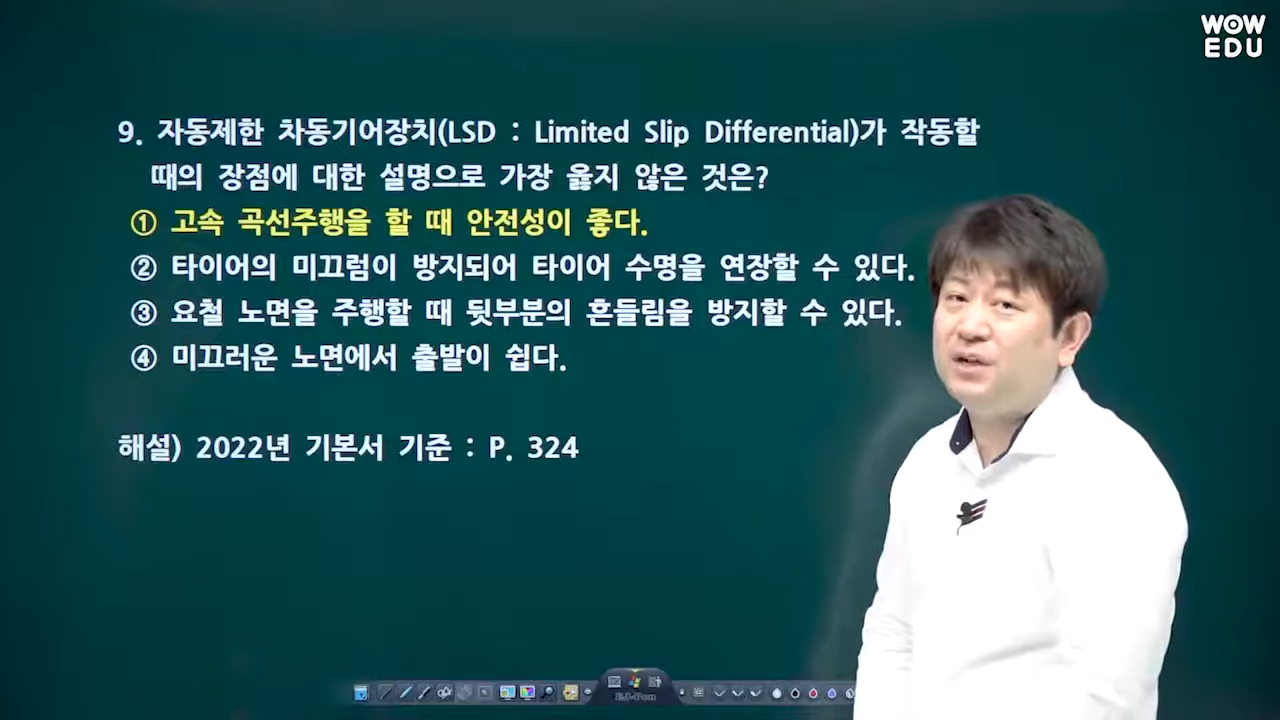 WOW
EDU
9. 자동제한 차동기어장치(LSD : Limited Slip Differential)가 작동할
때의 장점에 대한 설명으로 가장 옳지 않은 것은?
① 고속 곡선주행을 할 때 안전성이 좋다.
② 타이어의 미끄럼이 방지되어 타이어 수명을 연장할 수 있다.
③ 요철 노면을 주행할 때 뒷부분의 흔들림을 방지할 수 있다.
④ 미끄러운 노면에서 출발이 쉽다.
해설) 2022년 기본서 기준 : P. 324
EJ-Pen